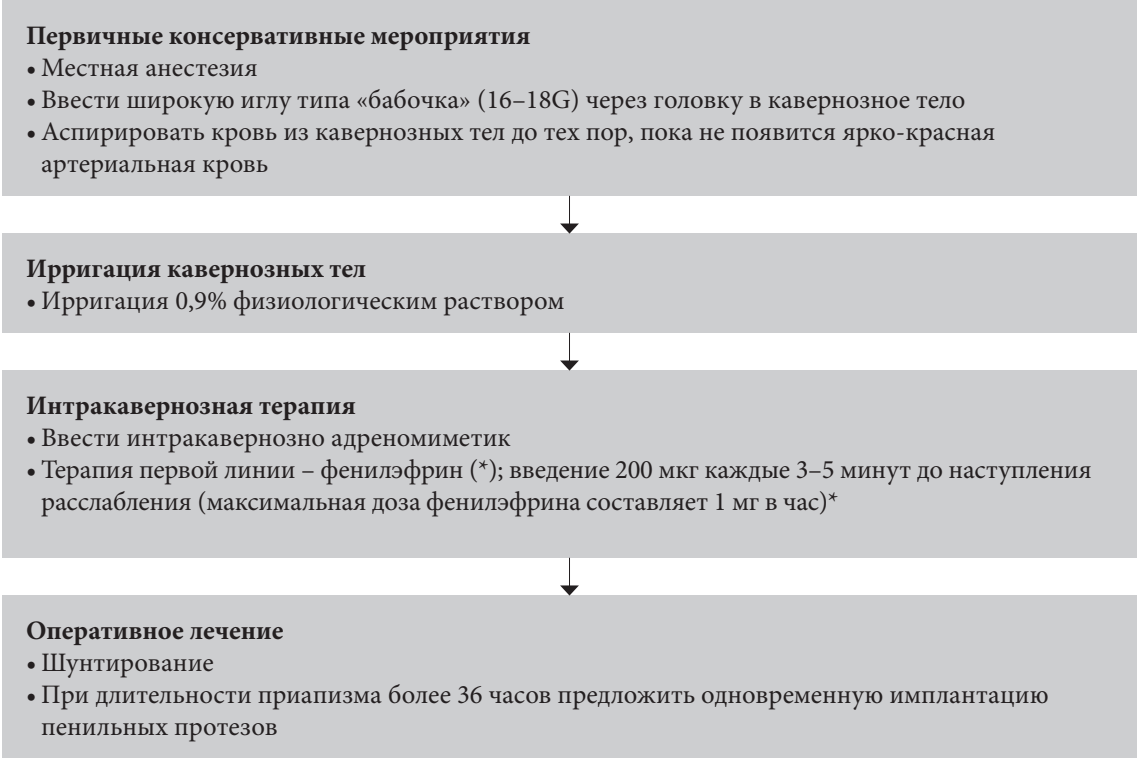 Первичные консервативные мероприятия
• Местная анестезия
• Ввести широкую иглу типа «бабочка» (16–18G) через головку в кавернозное тело
• Аспирировать кровь из кавернозных тел до тех пор, пока не появится ярко-красная
артериальная кровь
Ирригация кавернозных тел
• Ирригация 0,9% физиологическим раствором
Интракавернозная терапия
• Ввести интракавернозно адреномиметик
• Терапия первой линии – фенилэфрин (*); введение 200 мкг каждые 3–5 минут до наступления
расслабления (максимальная доза фенилэфрина составляет 1 мг в час)*
Оперативное лечение
• Шунтирование
• При длительности приапизма более 36 часов предложить одновременную имплантацию
пенильных протезов